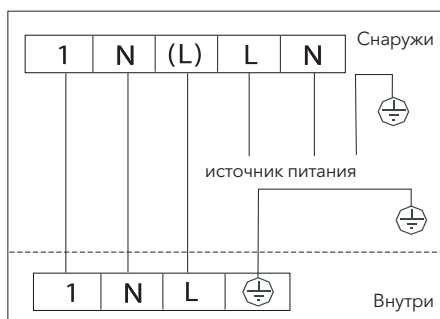 Снаружи
1 N (L) L N
источник питания
1 N L
Внутри